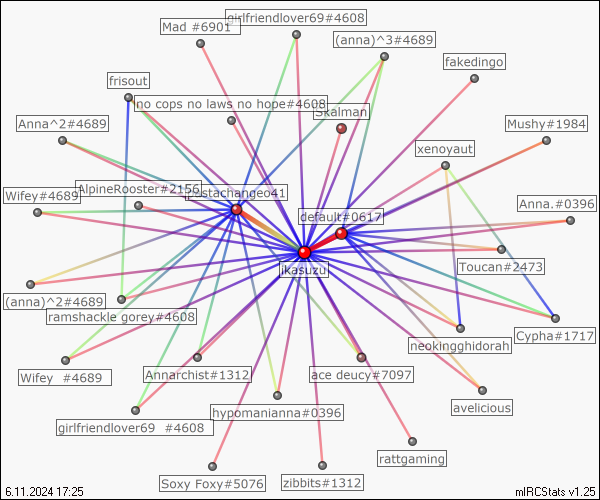 girlfriendlover69#4608
Mad #6901
(anna)^3#4689
fakedingo
frisout
no cops no laws no hope#4608
Skalman
Anna^2#4689
Mushy#1984
xenoyaut
AlpineRooster#2156
Wifey#4689
default#0617
Anna.#0396
ikasuzu
Toucan#2473
(anna)^2#4689
ramshackle gorey#4608
Cypha#1717
neokingghidorah
Wifey #4689
Annarchist#1312
ace deucy#7097
hypomanianna#0396
avelicious
girlfriendlover69 #4608
rattgaming
Soxy Foxy#5076
zibbits#1312
6.11.2024 17:25
mIRCStats v1.25